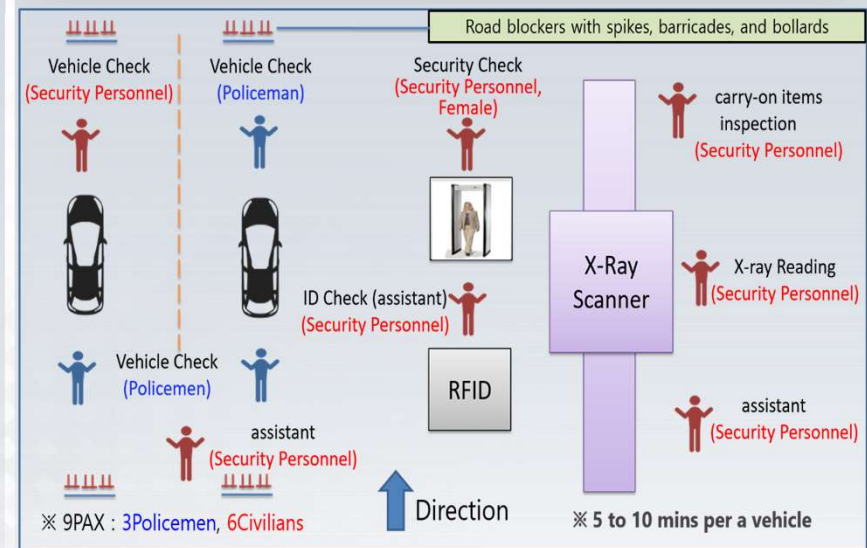 Road blockers with spikes, barricades, and bollards
Vehicle Check
(Security Personnel)
Vehicle Check
(Policeman)
Security Check
(Security Personnel,
Female)
carry-on items
inspection
(Security Personnel)
X-Ray
Scanner
X-ray Reading
(Security Personnel)
ID Check (assistant)
(Security Personnel)
Vehicle Check
(Policemen)
RFID
assistant
(Security Personnel)
assistant
(Security Personnel)
Direction
※ 9PAX : 3Policemen, 6Civilians
※ 5 to 10 mins per a vehicle